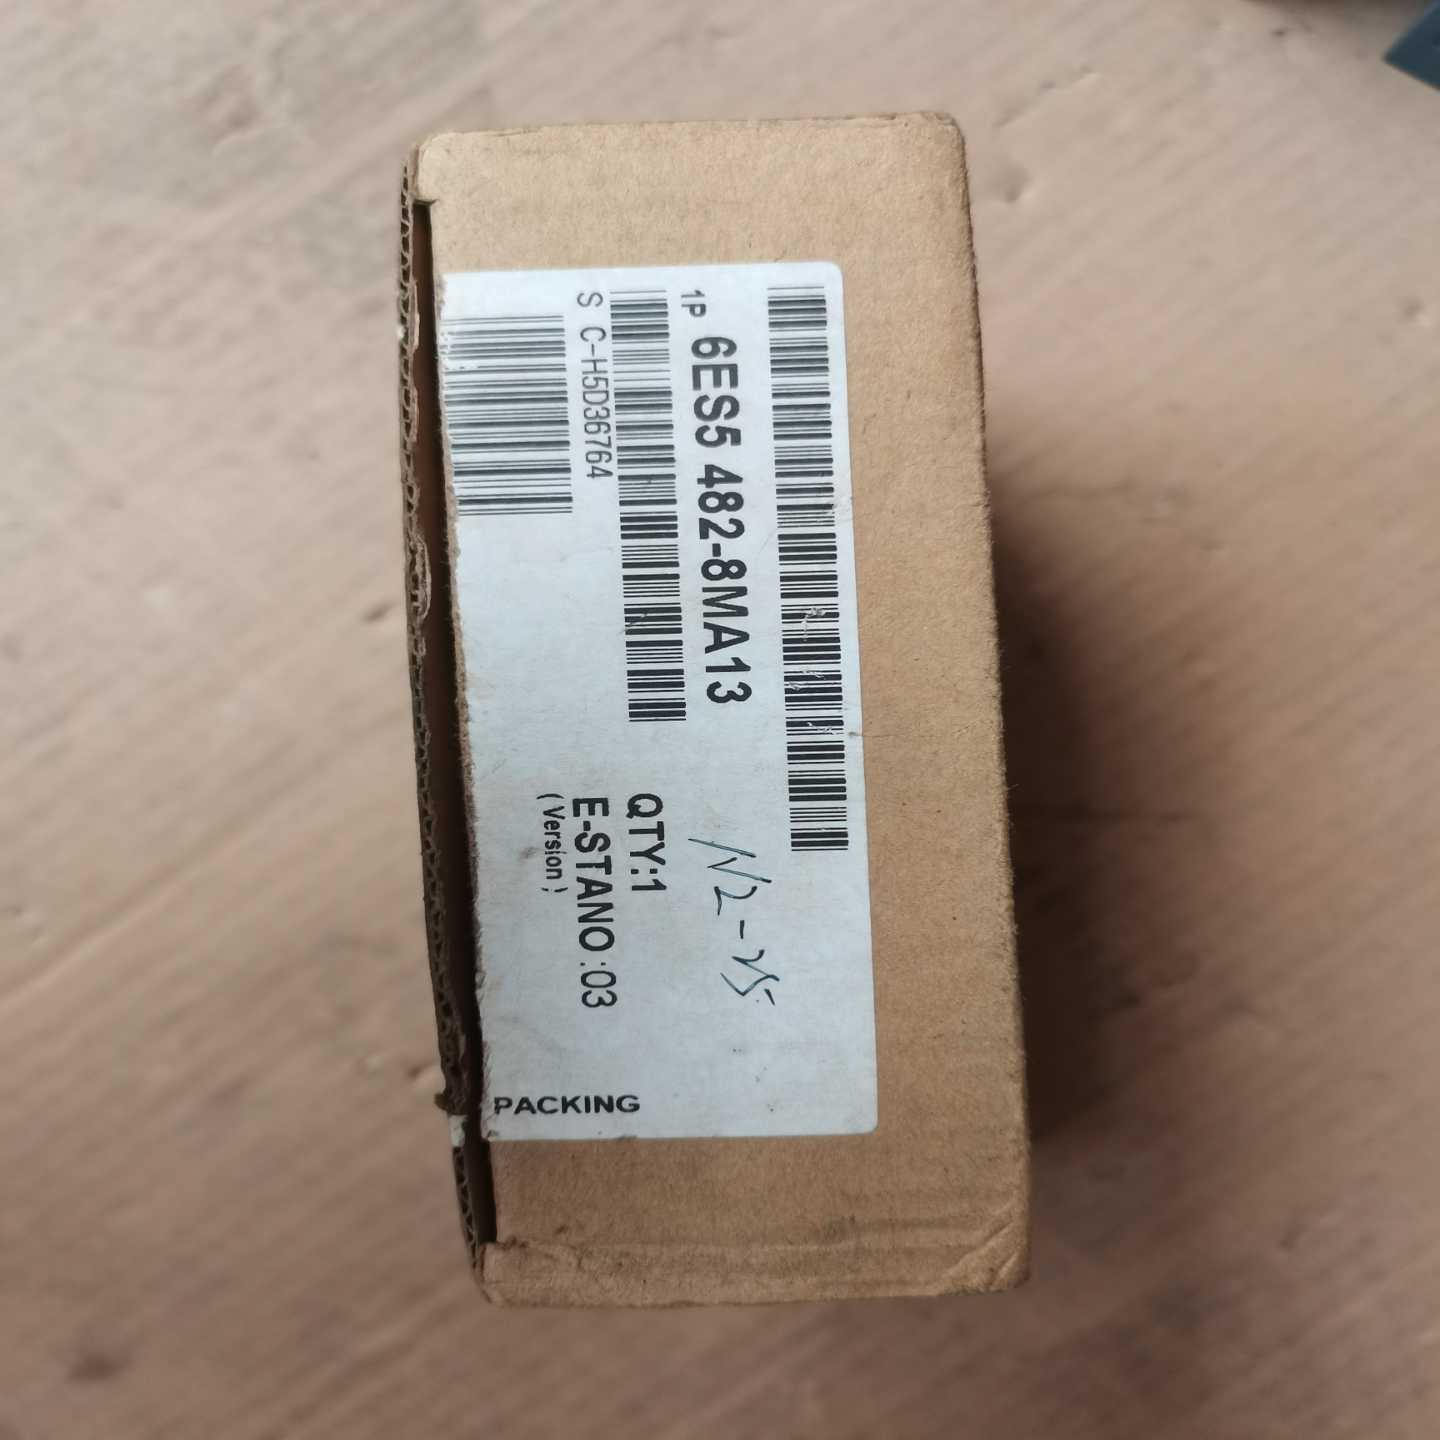 1P 6ES5 482-8MA13
S C-H5D36764
QTY:1
E-STANO:03
(Version)
PACKING